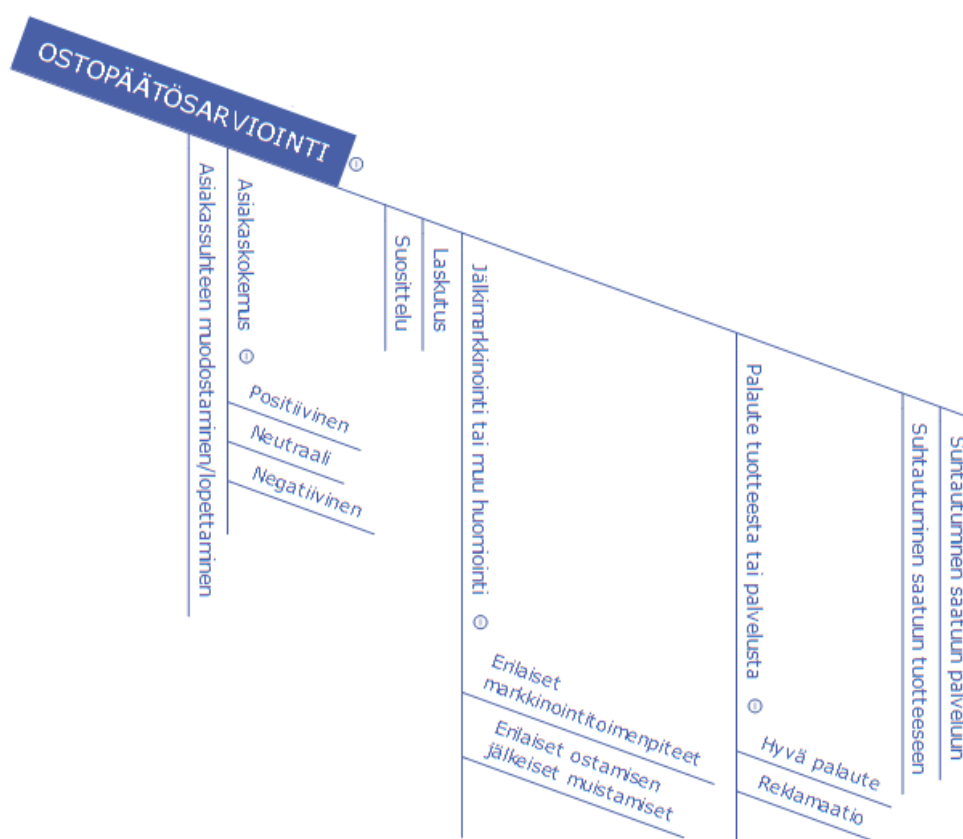 OSTOPÄÄTÖSARVIOINTI
Asiakassuhteen muodostaminen/lopettaminen
Asiakaskokemus
Positiivinen
Neutraali
Negatiivinen
Suosittelu
Laskutus
Jälkimarkkinointi tai muu huomiointi
Erilaiset
markkinointitoimenpiteet
Erilaiset ostamisen
jälkeiset muistamiset
Palaute tuotteesta tai palvelusta
Hyvä palaute
Reklamaatio
Suhtautuminen saatuun tuotteeseen
Suhtautuminen saatuun palveluun